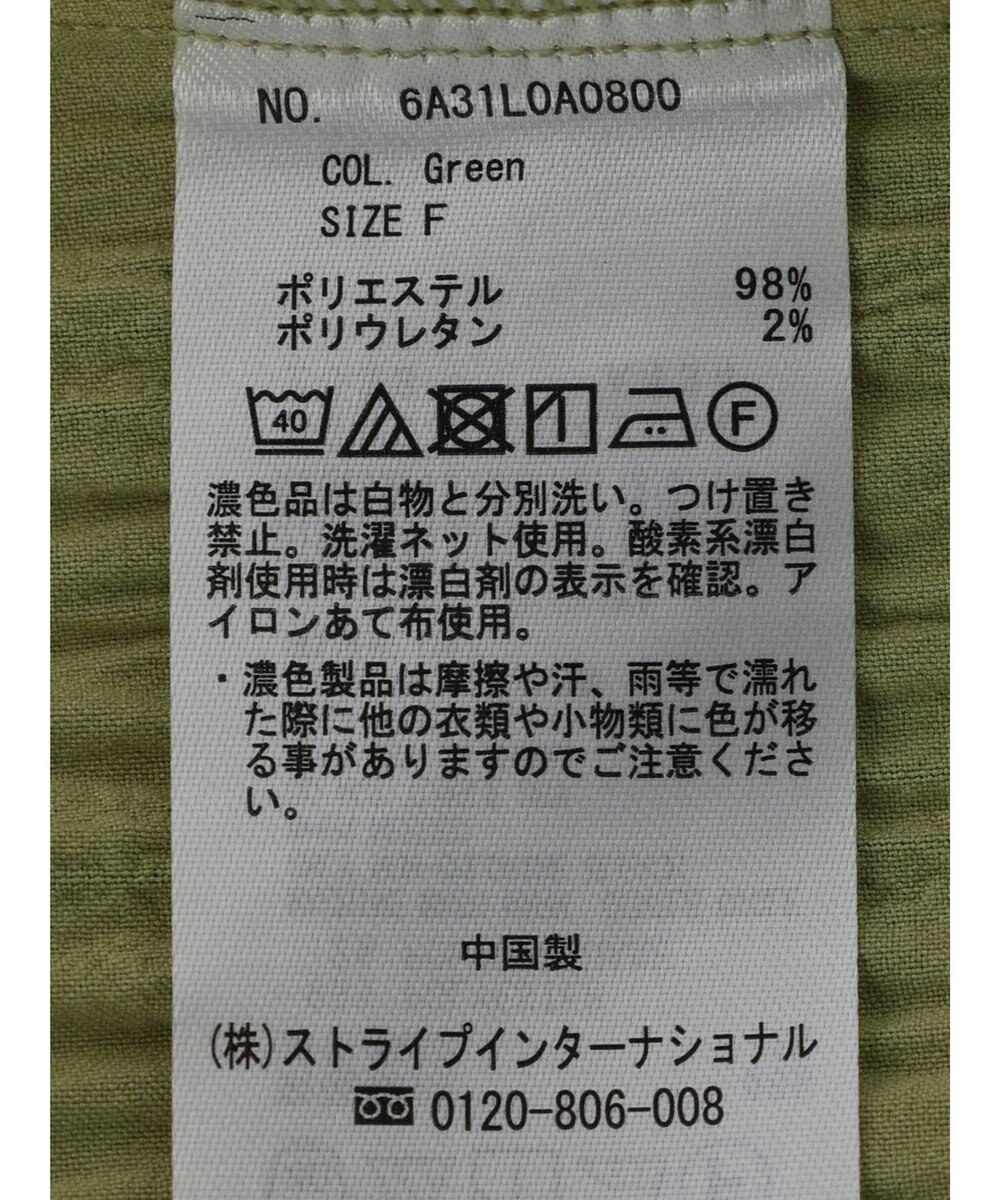 NO. 6A31L0A0800
COL. Green
SIZE F
ポリエステル 98%
ポリウレタン 2%
40 F
濃色品は白物と分別洗い。つけ置き
禁止。洗濯ネット使用。酸素系漂白
剤使用時は漂白剤の表示を確認。ア
イロンあて布使用。
・濃色製品は摩擦や汗、雨等で濡れ
た際に他の衣類や小物類に色が移
る事がありますのでご注意くださ
い。
中国製
(株)ストライプインターナショナル
0120-806-008